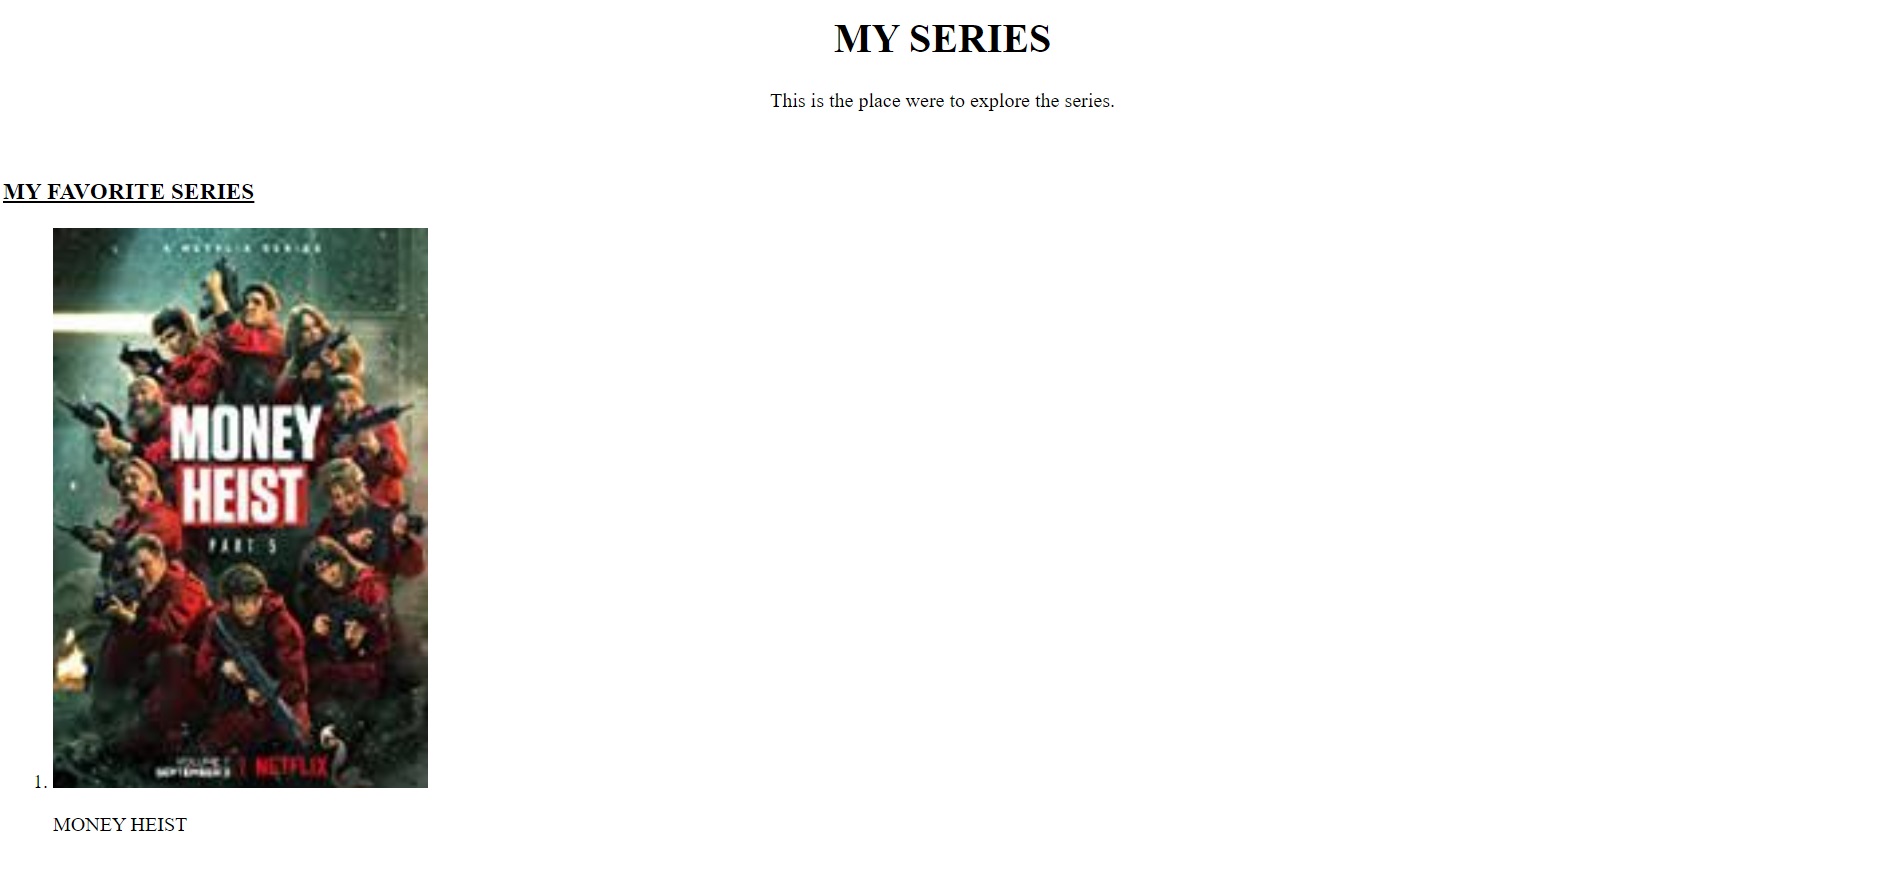 MY SERIES
This is the place were to explore the series.
MY FAVORITE SERIES
A NETFLIX SERIES
MONEY
HEIST
PART 5
VOLUME 1
SEPTEMBER 3 | NETFLIX
1.
MONEY HEIST